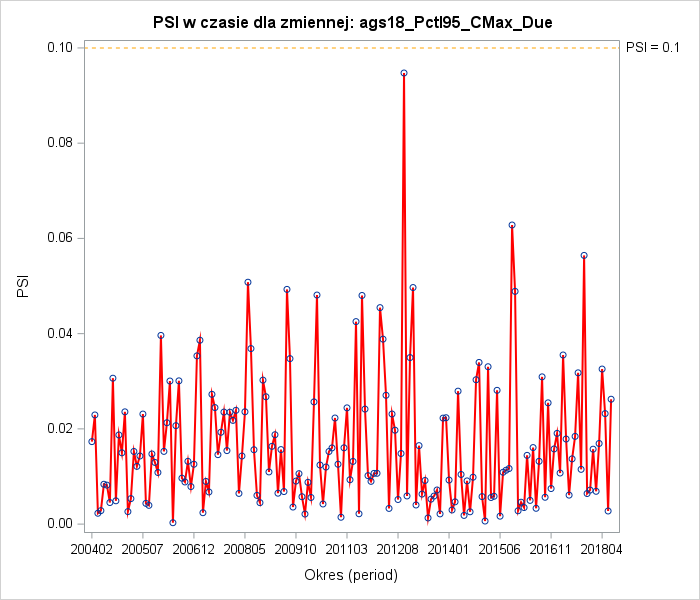 PSI w czasie dla zmiennej: ags18_Pctl95_CMax_Due
PSI = 0.1
0.10
0.08
0.06
0.04
0.02
0.00
PSI
200402 200507 200612 200805 200910 201103 201208 201401 201506 201611 201804
Okres (period)